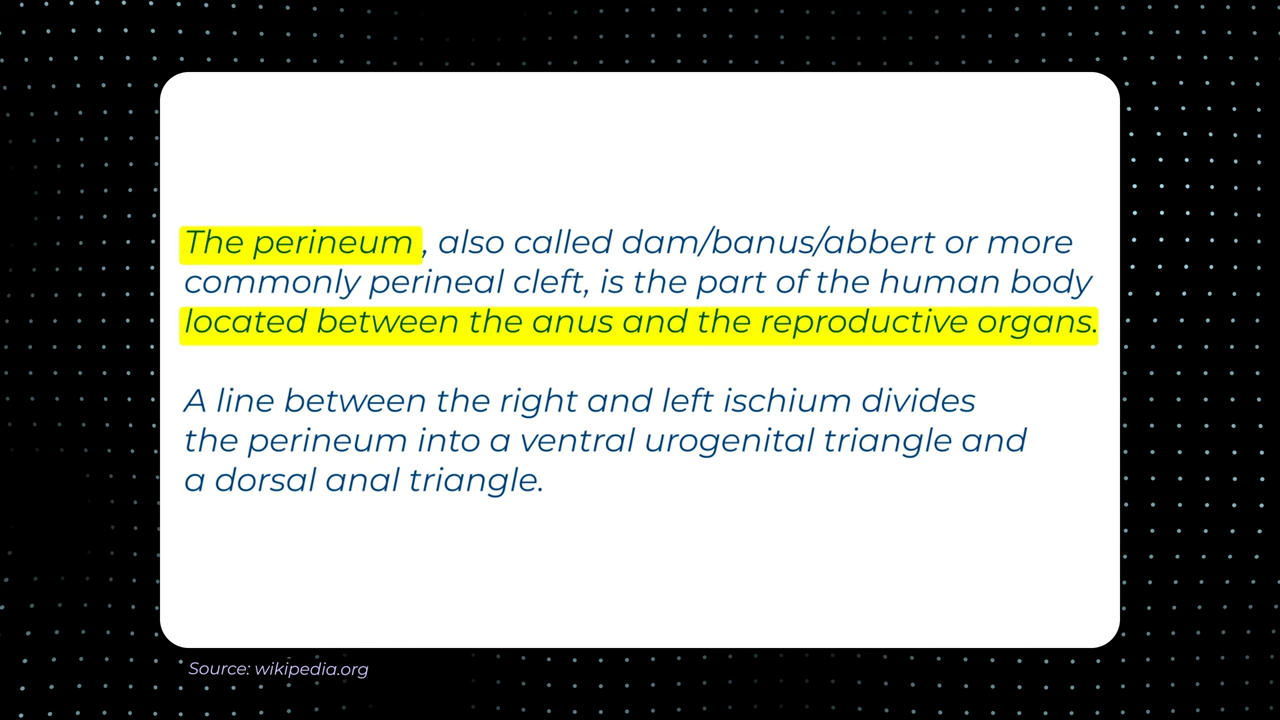 The perineum , also called dam/banus/abbert or more
commonly perineal cleft, is the part of the human body
located between the anus and the reproductive organs.
A line between the right and left ischium divides
the perineum into a ventral urogenital triangle and
a dorsal anal triangle.
Source: wikipedia.org